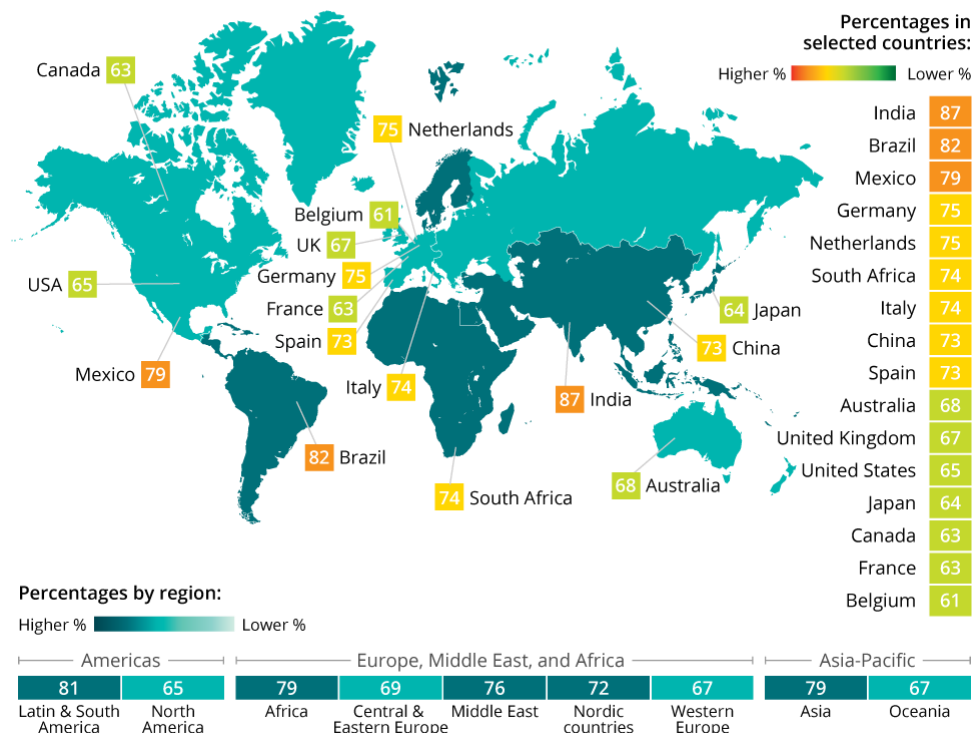 Percentages in
selected countries:
Higher % Lower %
Canada 63
75 Netherlands
Belgium 61
UK 67
Germany 75
USA 65
France 63
Spain 73
64 Japan
73 China
Mexico 79
Italy 74
87 India
82 Brazil
74 South Africa
68 Australia
India 87
Brazil 82
Mexico 79
Germany 75
Netherlands 75
South Africa 74
Italy 74
China 73
Spain 73
Australia 68
United Kingdom 67
United States 65
Japan 64
Canada 63
France 63
Belgium 61
Percentages by region:
Higher % Lower %
Americas Europe, Middle East, and Africa Asia-Pacific
81 65 79 69 76 72 67 79 67
Latin & South North Africa Central & Middle East Nordic Western Asia Oceania
America America Eastern Europe countries Europe